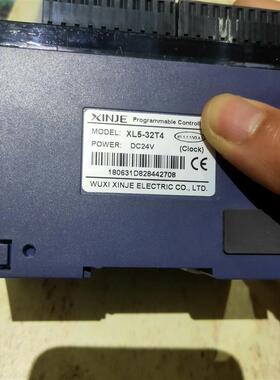 XINJE Programmable Controll
MODEL: XL5-32T4
POWER: DC24V (Clock)
180631D828442708
CE
WUXI XINJE ELECTRIC CO., LTD.